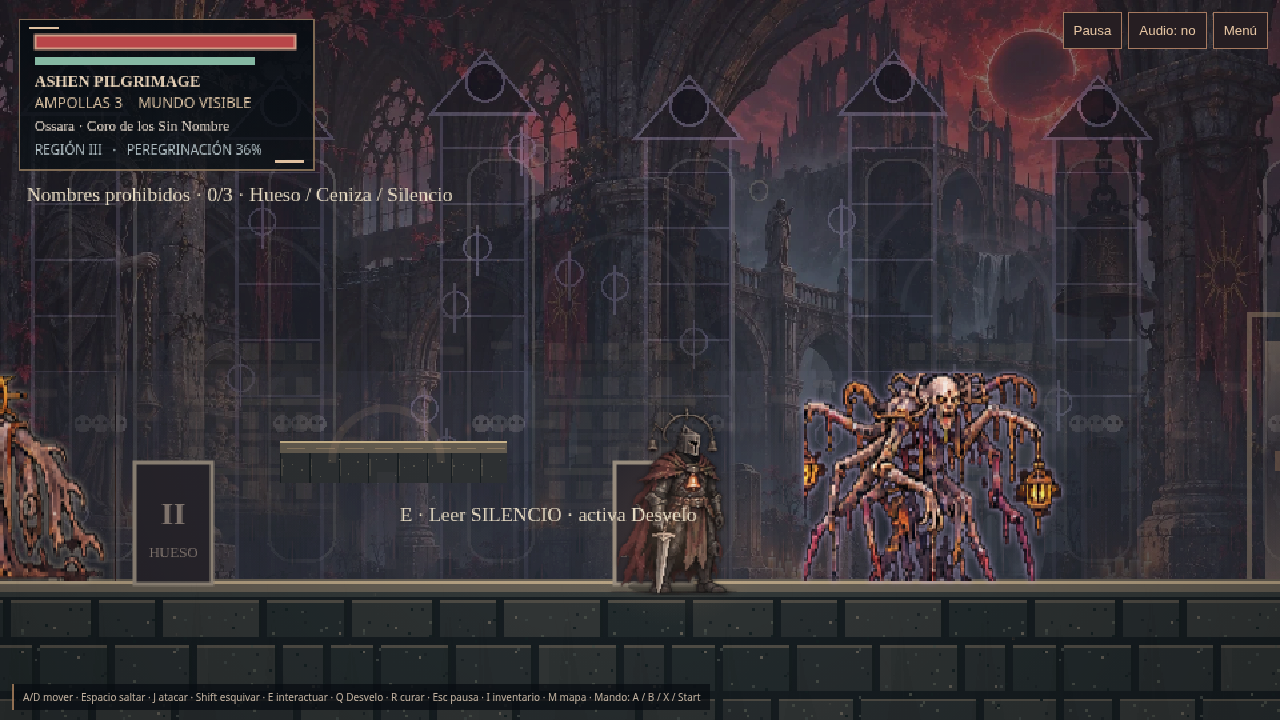 Pausa
Audio: no
Menú
ASHEN PILGRIMAGE
AMPOLLAS 3 MUNDO VISIBLE
Ossara · Coro de los Sin Nombre
REGIÓN III · PEREGRINACIÓN 36%
Nombres prohibidos · 0/3 · Hueso / Ceniza / Silencio
II
HUESO
E · Leer SILENCIO · activa Desvelo
A/D mover · Espacio saltar · J atacar · Shift esquivar · E interactuar · Q Desvelo · R curar · Esc pausa · I inventario · M mapa · Mando: A / B / X / Start